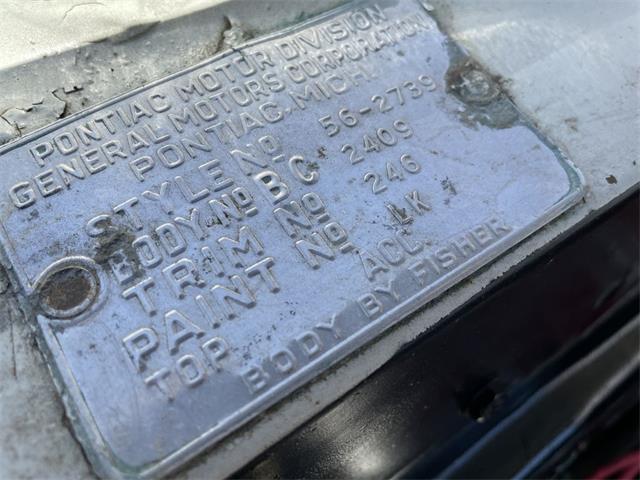 PONTIAC MOTOR DIVISION
GENERAL MOTORS CORPORATION
PONTIAC, MICH.
STYLE NO. 56-2739
BODY NO. BC 2409
TRIM NO. 246
PAINT NO. LK
TOP ACL.
BODY BY FISHER